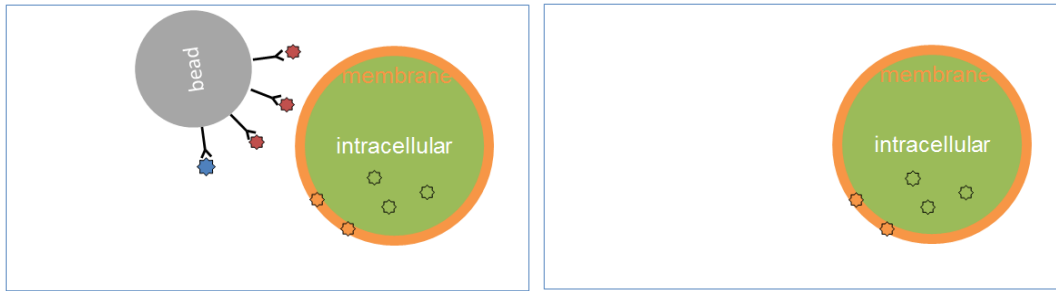 bead
membrane
intracellular
membrane
intracellular